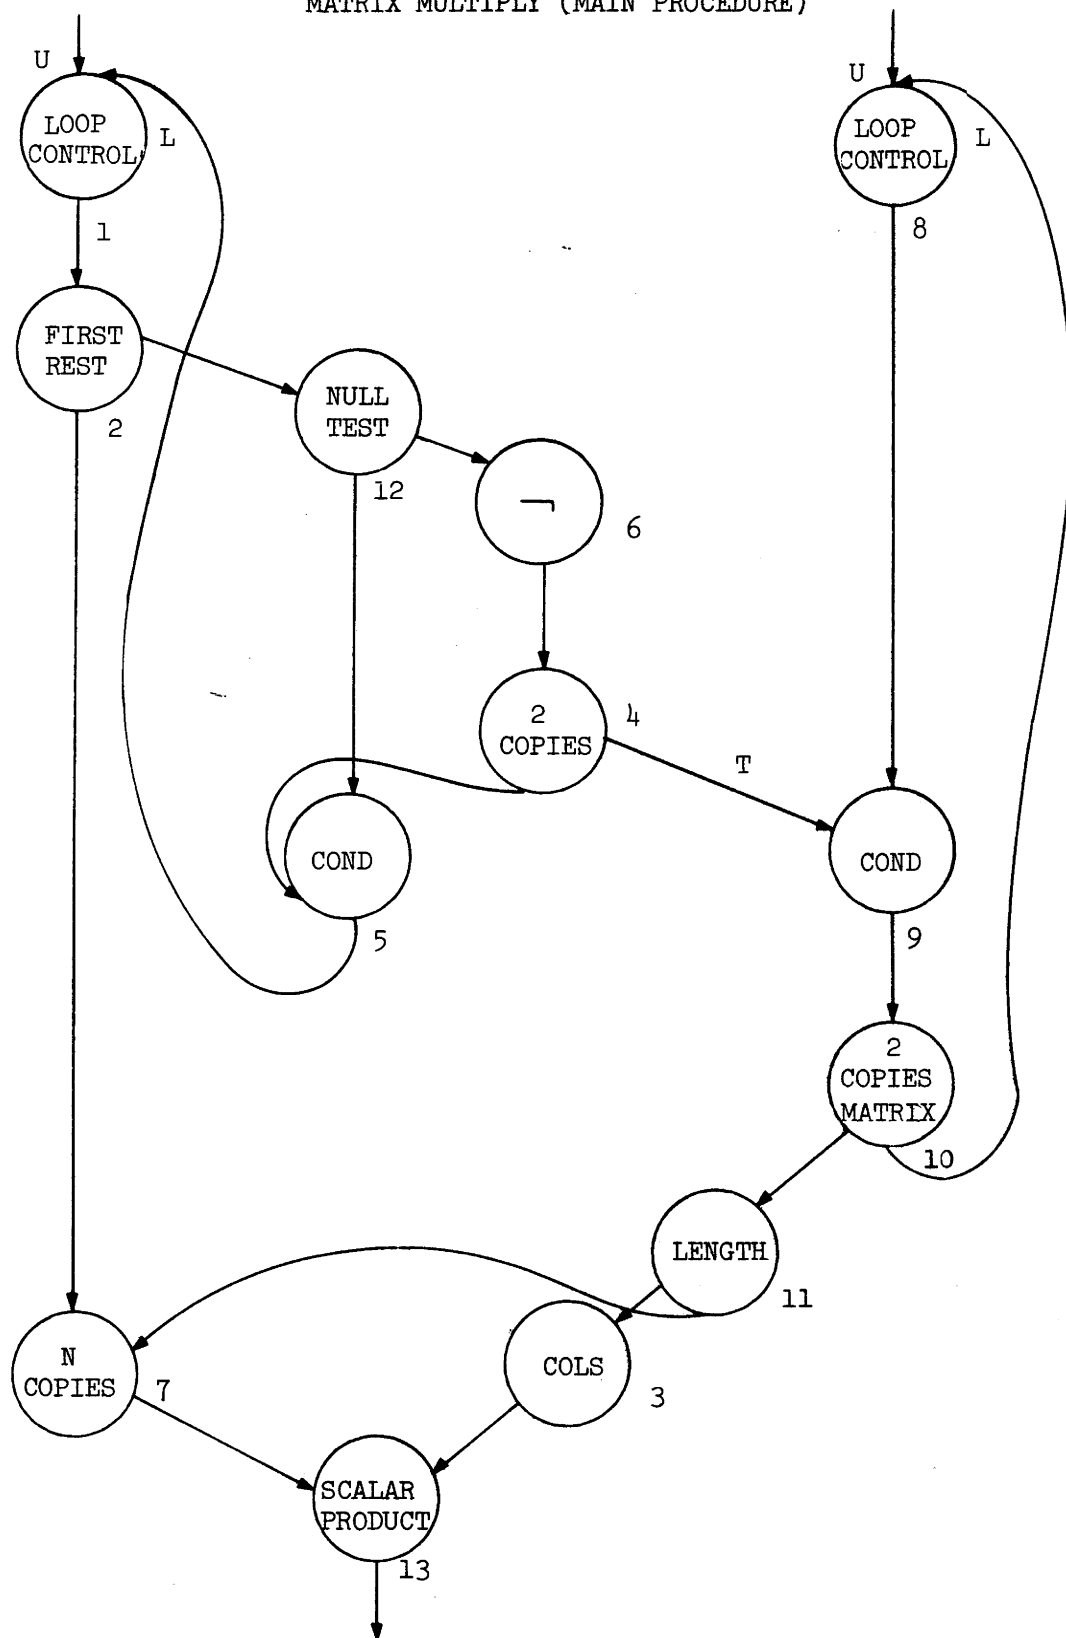 MATRIX MULTIPLY (MAIN PROCEDURE)
U
U
LOOP
CONTROL
L
LOOP
CONTROL
L
1
8
FIRST
REST
2
NULL
TEST
12
¬
6
2
COPIES
4
T
COND
5
COND
9
2
COPIES
MATRIX
10
LENGTH
11
COLS
3
N
COPIES
7
SCALAR
PRODUCT
13